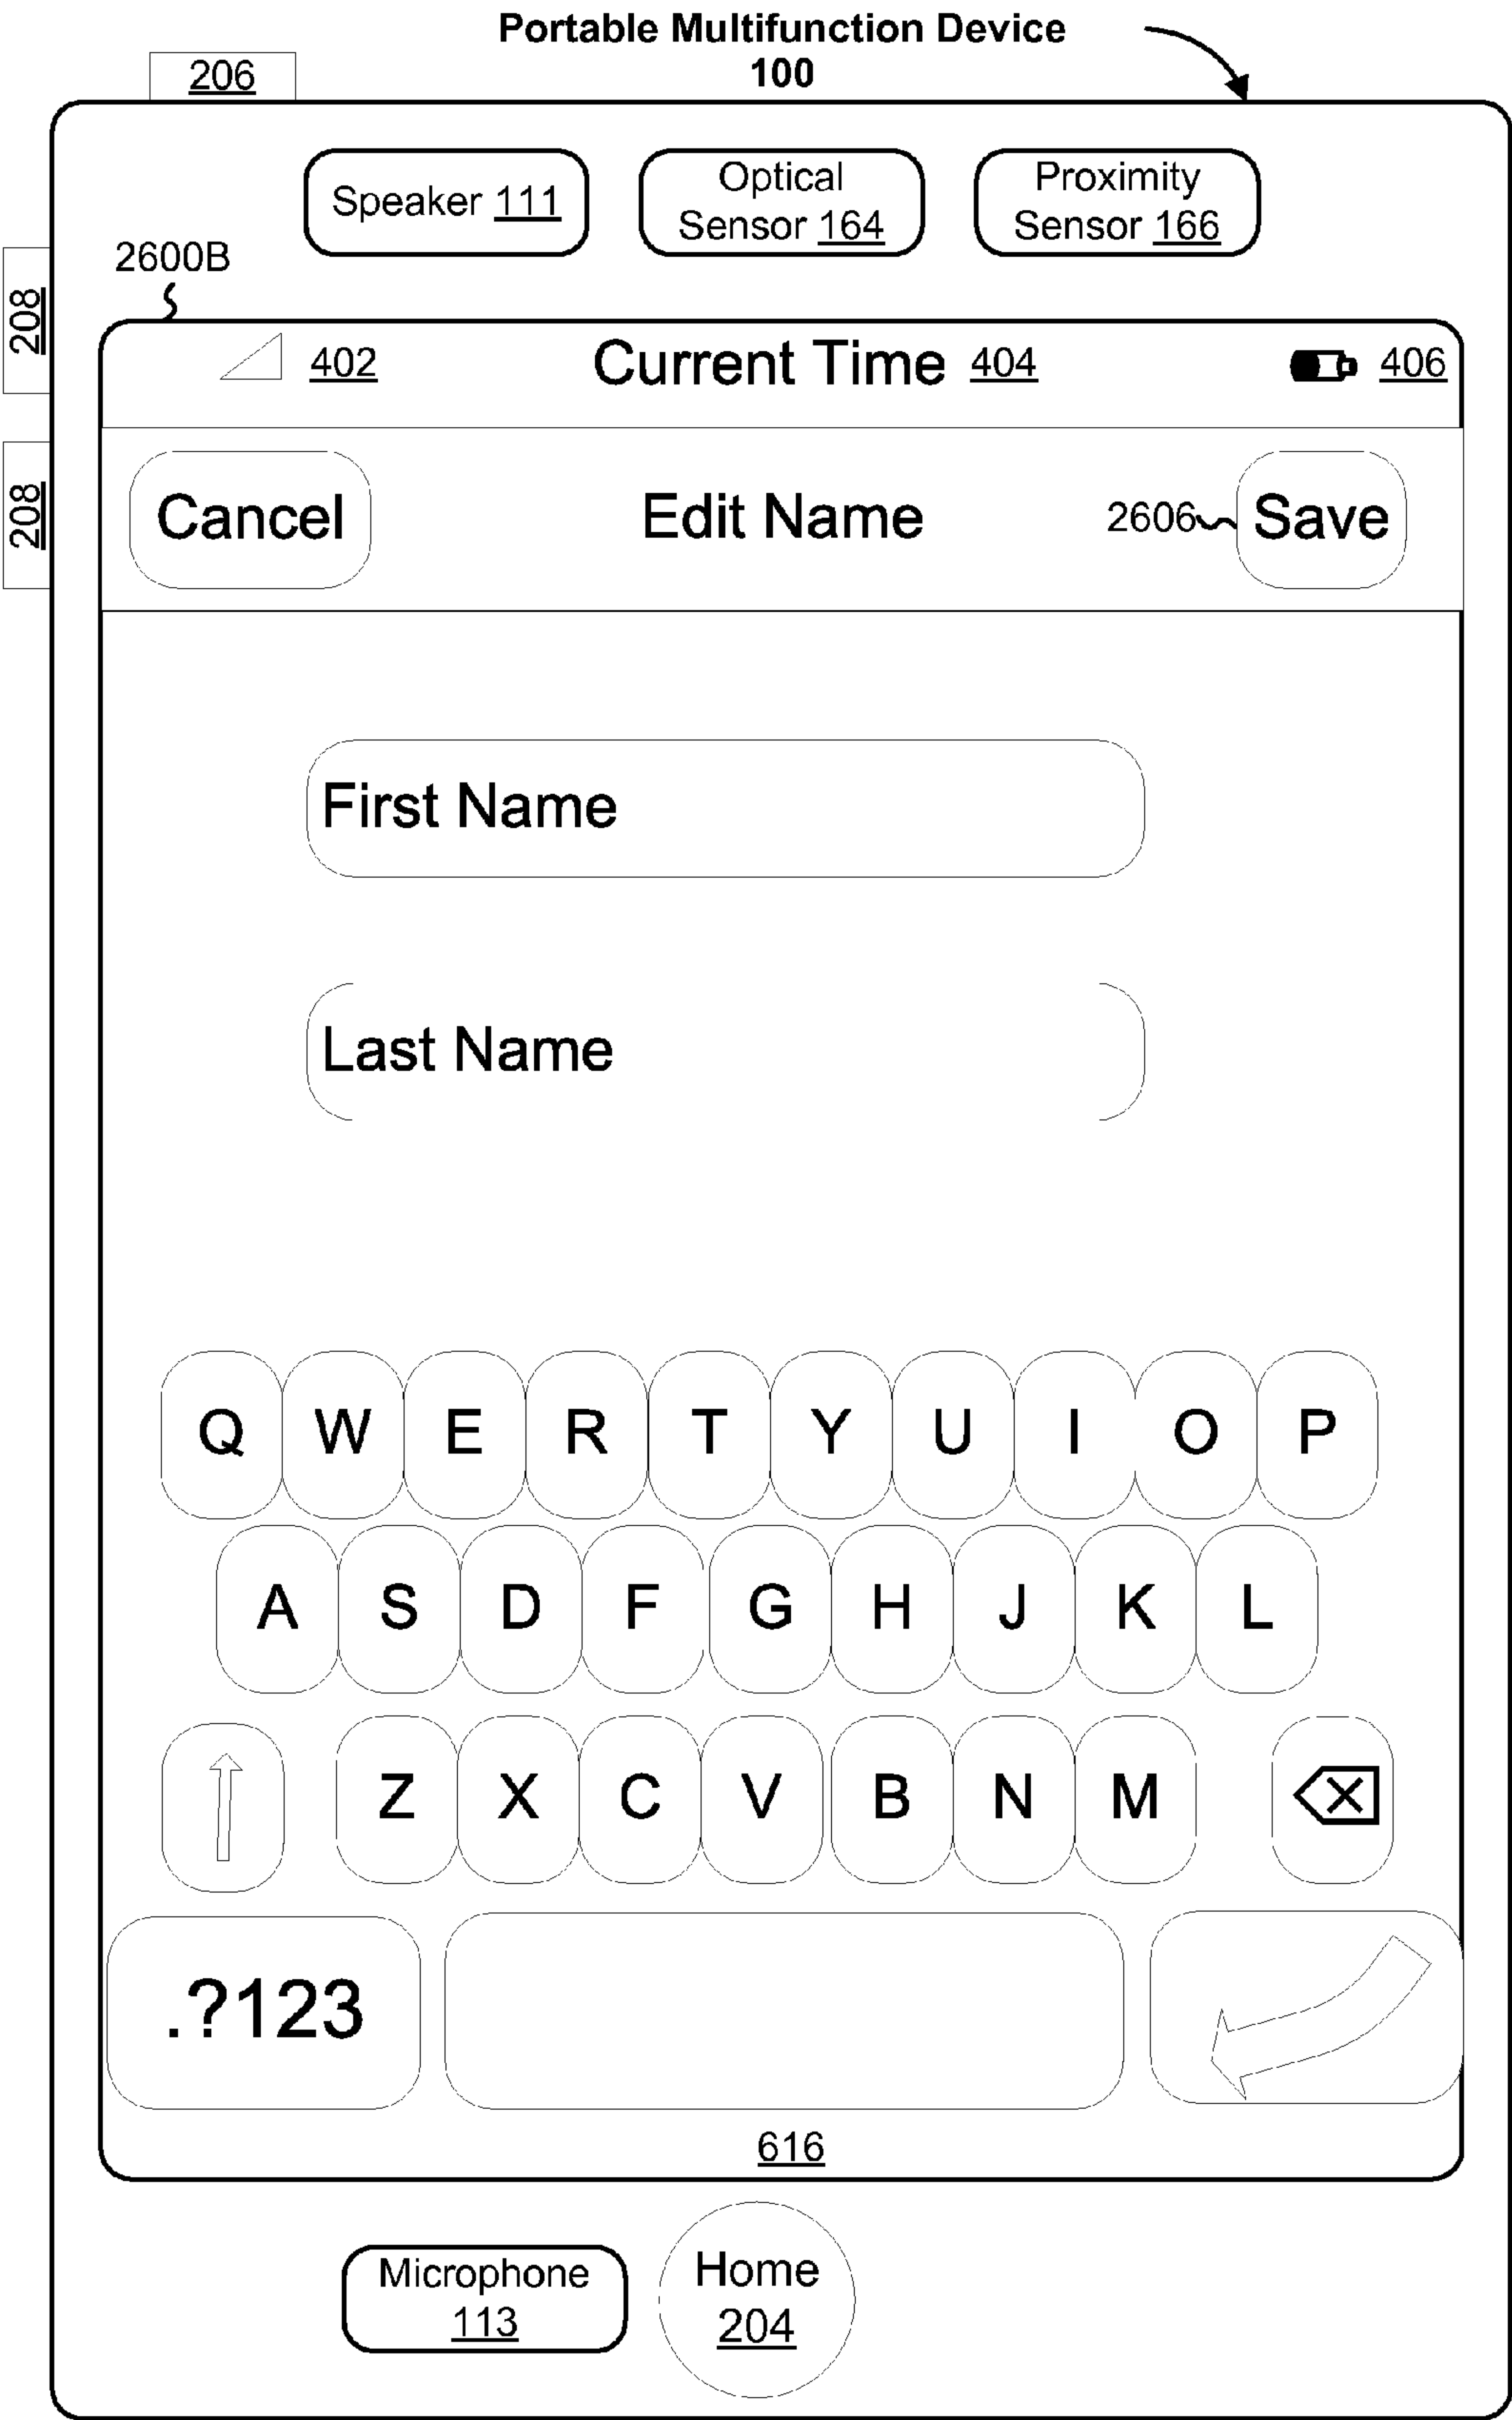 Portable Multifunction Device
100
206
Speaker 111
Optical
Sensor 164
Proximity
Sensor 166
2600B
208
402
Current Time 404
406
208
Cancel
Edit Name
2606
Save
First Name
Last Name
Q W E R T Y U I O P
A S D F G H J K L
Z X C V B N M
.?123
616
Microphone
113
Home
204